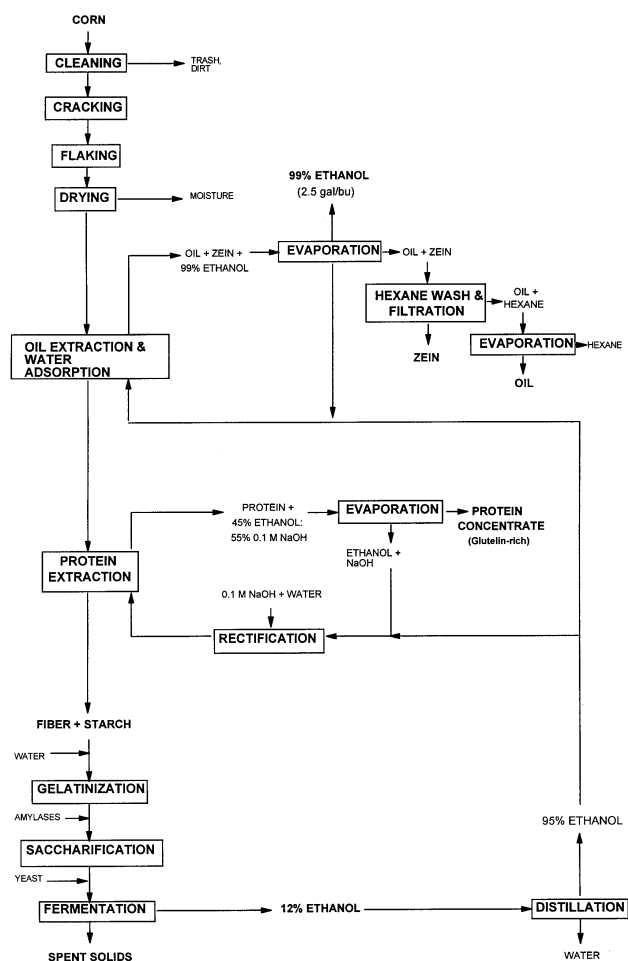 CORN
CLEANING
TRASH,
DIRT
CRACKING
FLAKING
DRYING
MOISTURE
99% ETHANOL
(2.5 gal/bu)
OIL + ZEIN +
99% ETHANOL
EVAPORATION
OIL + ZEIN
HEXANE WASH &
FILTRATION
OIL +
HEXANE
ZEIN
EVAPORATION
HEXANE
OIL
OIL EXTRACTION &
WATER
ADSORPTION
PROTEIN +
45% ETHANOL:
55% 0.1 M NaOH
EVAPORATION
PROTEIN
CONCENTRATE
(Glutelin-rich)
ETHANOL +
NaOH
PROTEIN
EXTRACTION
0.1 M NaOH + WATER
RECTIFICATION
FIBER + STARCH
WATER
GELATINIZATION
AMYLASES
SACCHARIFICATION
YEAST
FERMENTATION
12% ETHANOL
95% ETHANOL
DISTILLATION
SPENT SOLIDS
WATER